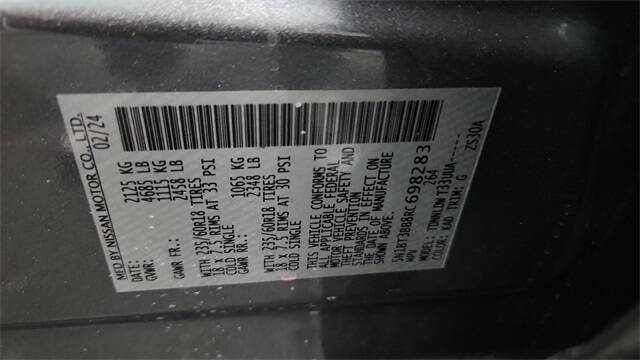 MFD BY NISSAN MOTOR CO., LTD.
DATE: 02/24
GVWR: 2125 KG
4685 LB
GAWR FR.: 1115 KG
2458 LB
WITH 235/60R18 TIRES
18 x 7.5 RIMS AT 33 PSI
COLD SINGLE
GAWR RR.: 1065 KG
2348 LB
WITH 235/60R18 TIRES
18 x 7.5 RIMS AT 30 PSI
COLD SINGLE
THIS VEHICLE CONFORMS TO
ALL APPLICABLE FEDERAL
MOTOR VEHICLE SAFETY AND
THEFT PREVENTION
STANDARDS IN EFFECT ON
THE DATE OF MANUFACTURE
SHOWN ABOVE.
5N1BT3BB8RC698283
MPV 264
MODEL: TDNNLDW T33UUA-----
COLOR: KAD TRIM: G ZS30A